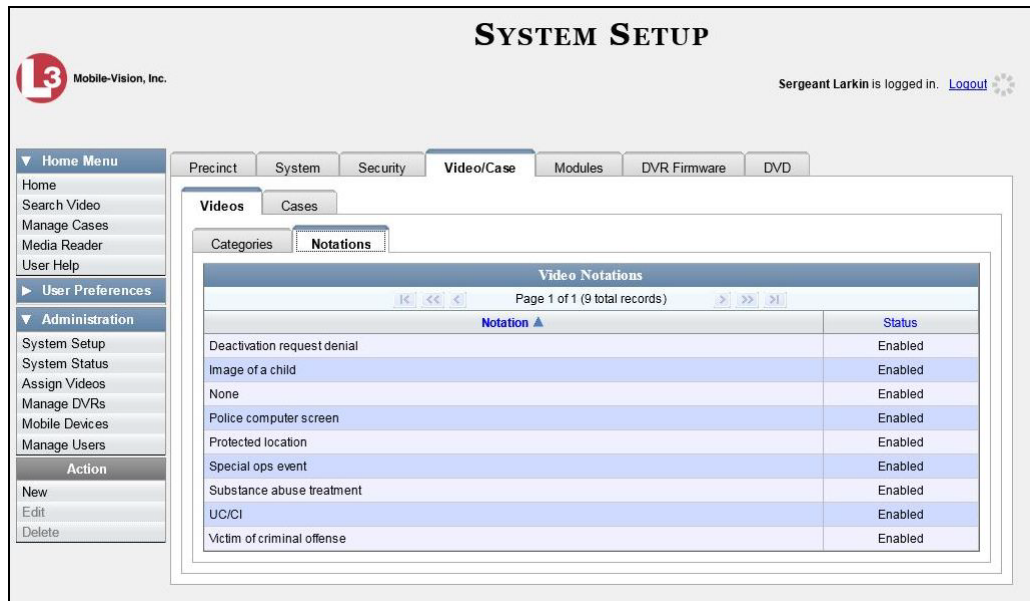 SYSTEM SETUP
L3 Mobile-Vision, Inc.
Sergeant Larkin is logged in. Logout
▼ Home Menu
Home
Search Video
Manage Cases
Media Reader
User Help
► User Preferences
▼ Administration
System Setup
System Status
Assign Videos
Manage DVRs
Mobile Devices
Manage Users
Action
New
Edit
Delete
Precinct System Security Video/Case Modules DVR Firmware DVD
Videos Cases
Categories Notations
Video Notations
|< << < Page 1 of 1 (9 total records) > >> >|
Notation ▲ Status
Deactivation request denial Enabled
Image of a child Enabled
None Enabled
Police computer screen Enabled
Protected location Enabled
Special ops event Enabled
Substance abuse treatment Enabled
UC/CI Enabled
Victim of criminal offense Enabled